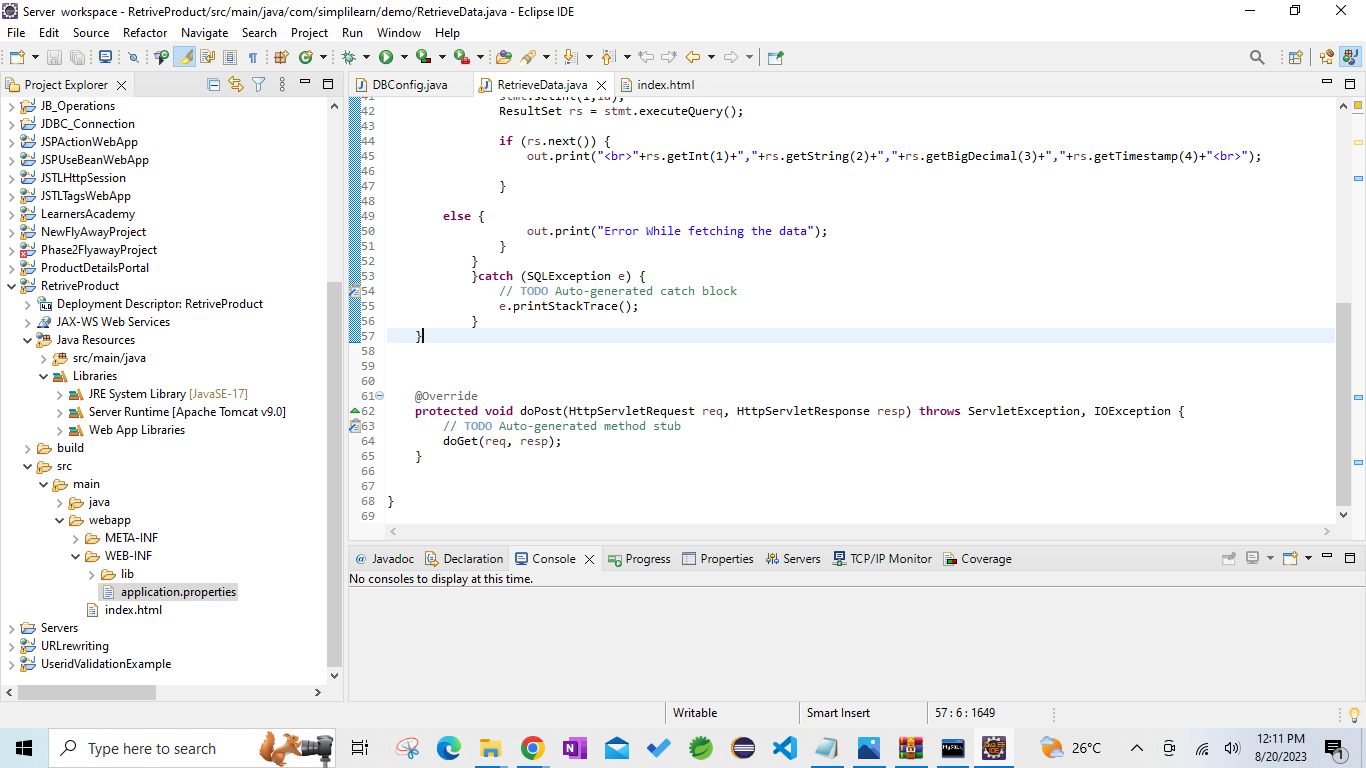 Server workspace - RetriveProduct/src/main/java/com/simplilearn/demo/RetrieveData.java - Eclipse IDE
File Edit Source Refactor Navigate Search Project Run Window Help
Project Explorer
JB_Operations
JDBC_Connection
JSPActionWebApp
JSPUseBeanWebApp
JSTLHttpSession
JSTLTagsWebApp
LearnersAcademy
NewFlyAwayProject
Phase2FlyawayProject
ProductDetailsPortal
RetriveProduct
Deployment Descriptor: RetriveProduct
JAX-WS Web Services
Java Resources
src/main/java
Libraries
JRE System Library [JavaSE-17]
Server Runtime [Apache Tomcat v9.0]
Web App Libraries
build
src
main
java
webapp
META-INF
WEB-INF
lib
application.properties
index.html
Servers
URLrewriting
UseridValidationExample
DBConfig.java RetrieveData.java index.html
41 stmt.setInt(1,id);
42 ResultSet rs = stmt.executeQuery();
43
44 if (rs.next()) {
45 out.print("<br>"+rs.getInt(1)+","+rs.getString(2)+","+rs.getBigDecimal(3)+","+rs.getTimestamp(4)+"<br>");
46
47 }
48
49 else {
50 out.print("Error While fetching the data");
51 }
52 }
53 }catch (SQLException e) {
54 // TODO Auto-generated catch block
55 e.printStackTrace();
56 }
57 }
58
59
60
61 @Override
62 protected void doPost(HttpServletRequest req, HttpServletResponse resp) throws ServletException, IOException {
63 // TODO Auto-generated method stub
64 doGet(req, resp);
65 }
66
67
68 }
69
@ Javadoc Declaration Console Progress Properties Servers TCP/IP Monitor Coverage
No consoles to display at this time.
Writable Smart Insert 57 : 6 : 1649
Type here to search
26°C
12:11 PM
8/20/2023
1